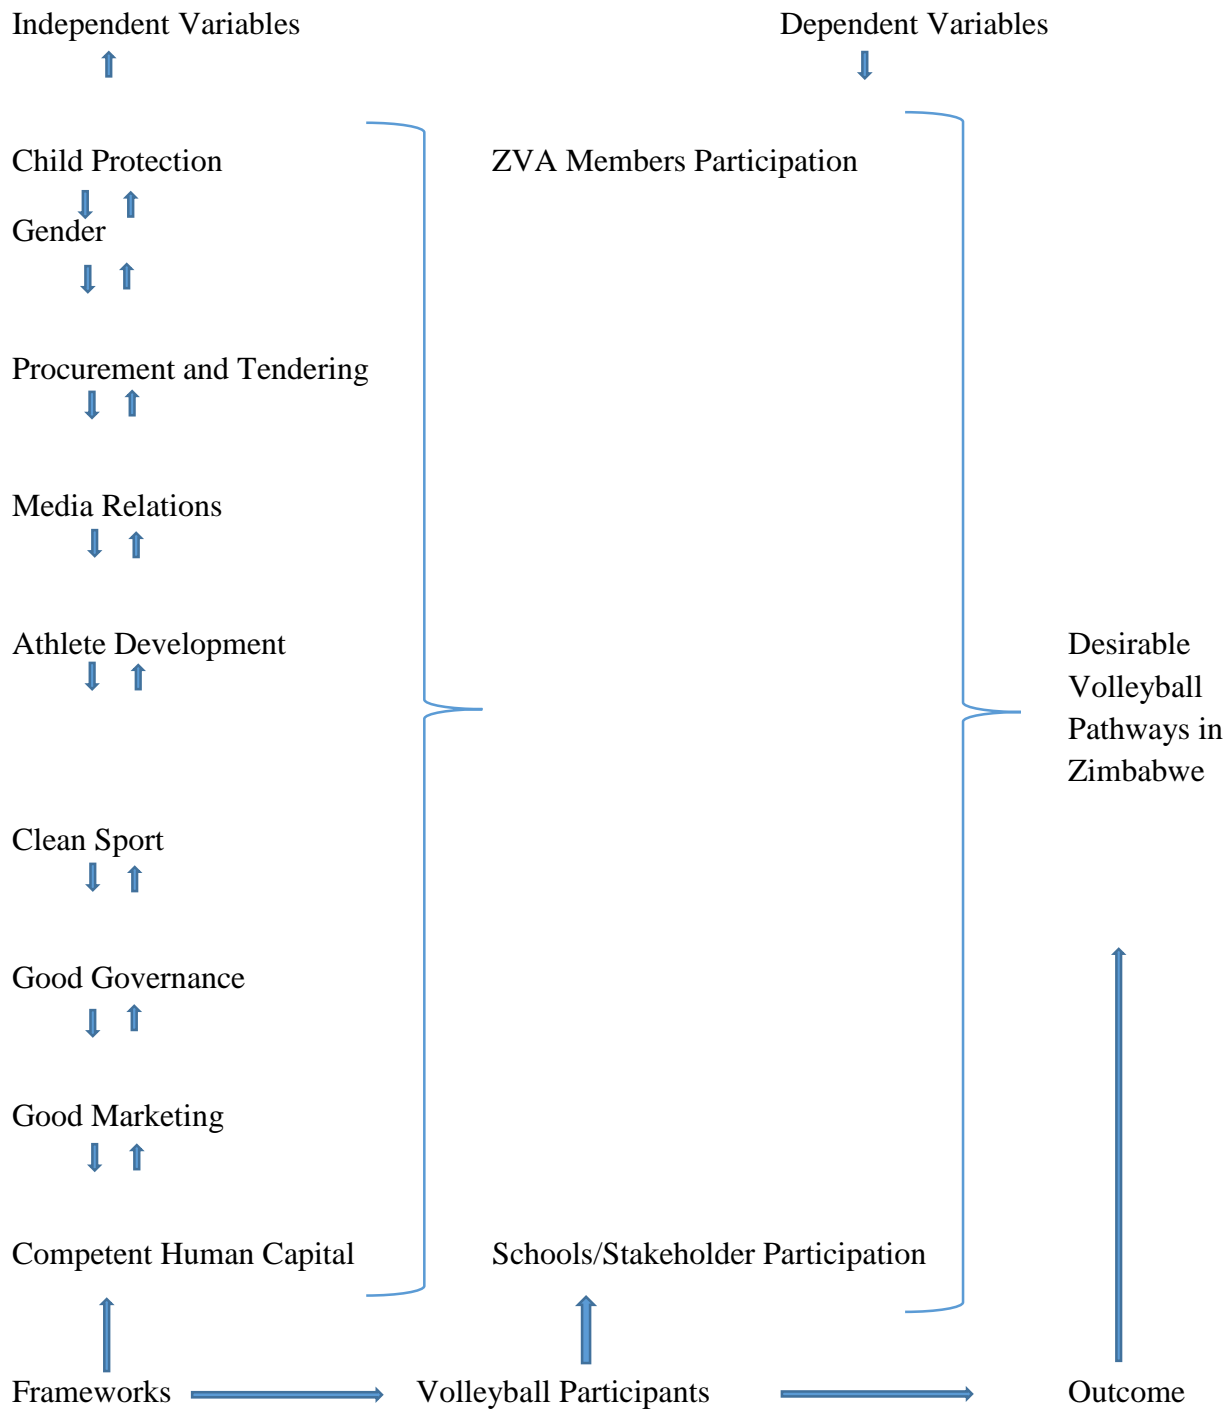 Independent Variables
Dependent Variables
Child Protection
ZVA Members Participation
Gender
Procurement and Tendering
Media Relations
Athlete Development
Desirable
Volleyball
Pathways in
Zimbabwe
Clean Sport
Good Governance
Good Marketing
Competent Human Capital
Schools/Stakeholder Participation
Frameworks
Volleyball Participants
Outcome